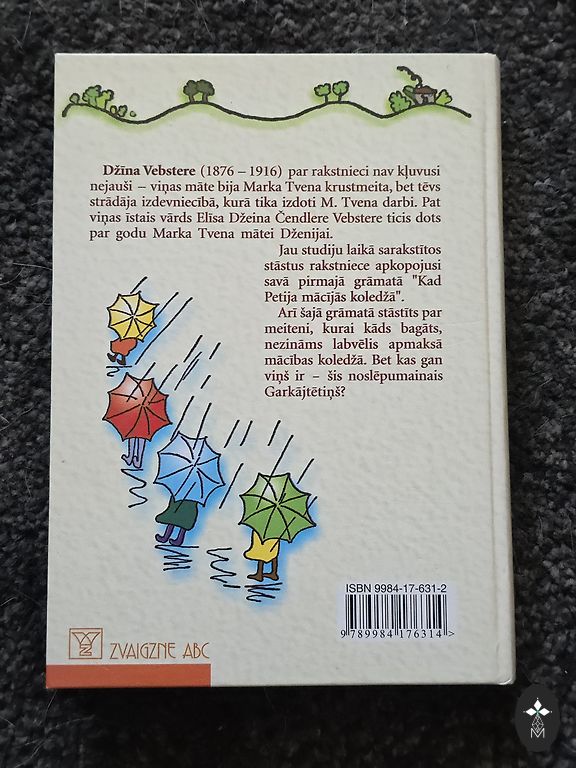 Džīna Vebstere (1876 – 1916) par rakstnieci nav kļuvusi
nejauši – viņas māte bija Marka Tvena krustmeita, bet tēvs
strādāja izdevniecībā, kurā tika izdoti M. Tvena darbi. Pat
viņas īstais vārds Elīsa Džeina Čendlere Vebstere ticis dots
par godu Marka Tvena mātei Dženijai.
Jau studiju laikā sarakstītos
stāstus rakstniece apkopojusi
savā pirmajā grāmatā "Kad
Petija mācījās koledžā".
Arī šajā grāmatā stāstīts par
meiteni, kurai kāds bagāts,
nezināms labvēlis apmaksā
mācības koledžā. Bet kas gan
viņš ir – šis noslēpumainais
Garkājtētiņš?
ISBN 9984-17-631-2
9 789984 176314 >
ZVAIGZNE ABC
M